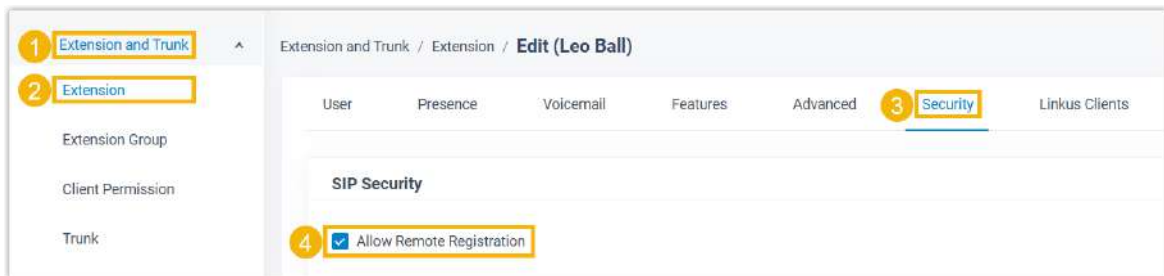 1 Extension and Trunk
2 Extension
Extension Group
Client Permission
Trunk
Extension and Trunk / Extension / Edit (Leo Ball)
User Presence Voicemail Features Advanced 3 Security Linkus Clients
SIP Security
4 Allow Remote Registration